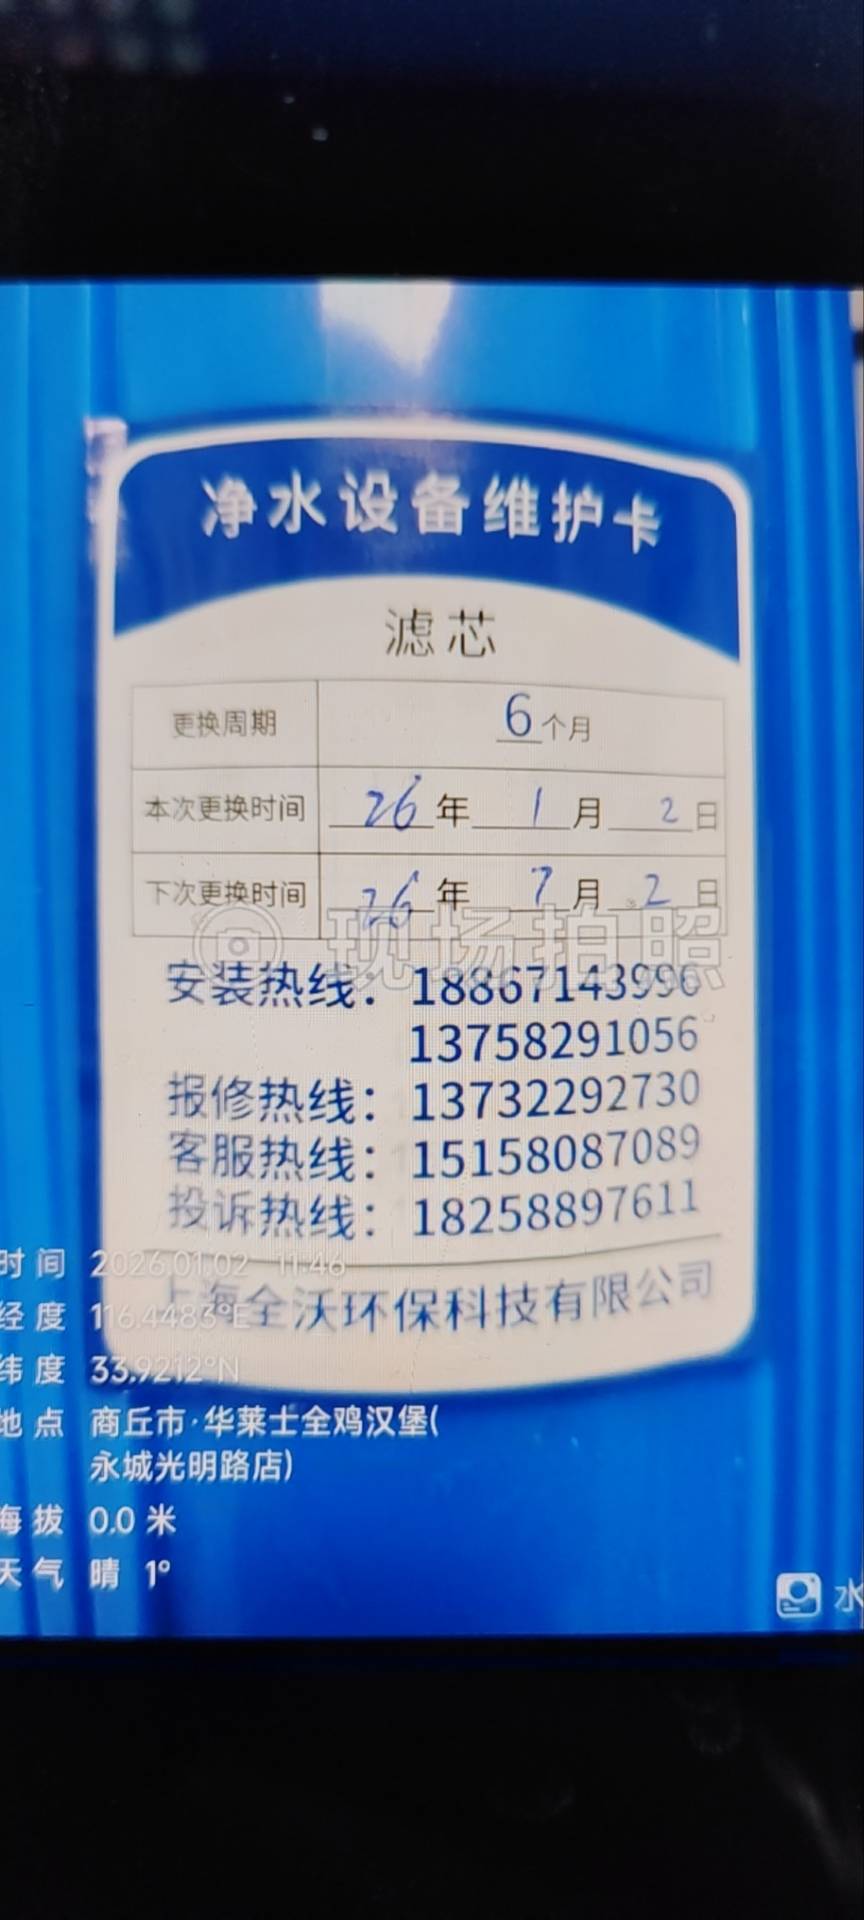 净水设备维护卡
滤芯
更换周期 6个月
本次更换时间 26年1月2日
下次更换时间 26年7月2日
现场拍照
安装热线：18867143996
13758291056
报修热线：13732292730
客服热线：15158087089
投诉热线：18258897611
上海全沃环保科技有限公司
时间 2026.01.02 11:46
经度 116.4483°E
纬度 33.9212°N
地点 商丘市·华莱士全鸡汉堡(
永城光明路店)
海拔 0.0米
天气 晴 1°
水